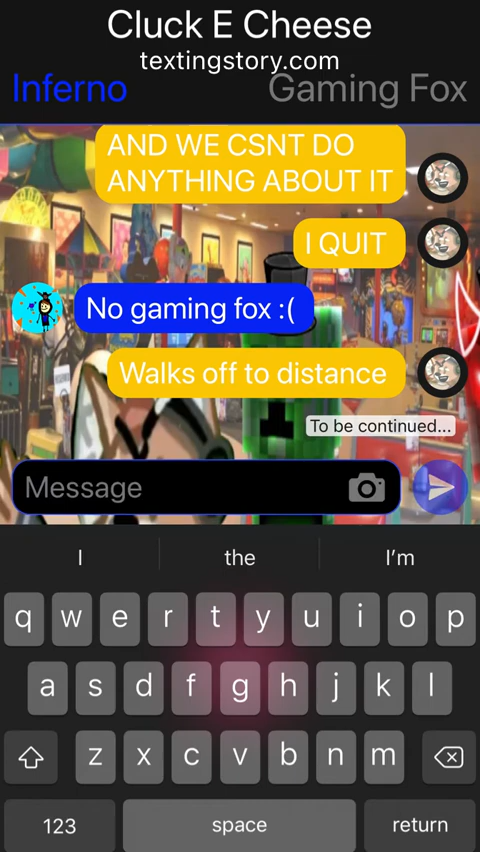 Cluck E Cheese
textingstory.com
Inferno
Gaming Fox
AND WE CSNT DO
ANYTHING ABOUT IT
I QUIT
No gaming fox :(
Walks off to distance
To be continued...
Message
I
the
I'm
q w e r t y u i o p
a s d f g h j k l
z x c v b n m
123
space
return